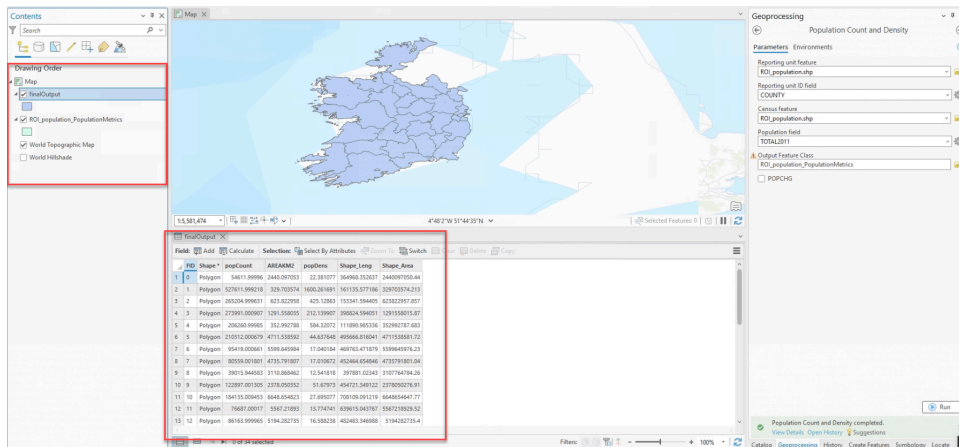 Contents
Search
Drawing Order
Map
finalOutput
ROI_population_PopulationMetrics
World Topographic Map
World Hillshade
Map
1:5,581,474
4°48'2"W 51°44'35"N
Selected Features: 0
finalOutput
Field: Add Calculate Selection: Select By Attributes Zoom To Switch Clear Delete Copy
FID Shape * popCount AREAKM2 popDens Shape_Leng Shape_Area
1 0 Polygon 54611.99996 2440.097053 22.381077 364968.352637 2440097050.44
2 1 Polygon 527611.999218 329.703574 1600.261691 161135.577186 329703574.213
3 2 Polygon 265204.999631 623.822958 425.12863 153541.594405 623822957.857
4 3 Polygon 273991.000907 1291.558035 212.139907 398824.594051 1291558015.87
5 4 Polygon 206260.99985 352.992788 584.32072 111890.985336 352992787.683
6 5 Polygon 210312.000679 4711.538592 44.637648 495666.816041 4711538581.72
7 6 Polygon 95419.000661 5599.645984 17.040184 469763.471879 5599645976.23
8 7 Polygon 80559.001801 4735.791807 17.010672 452464.654846 4735791801.04
9 8 Polygon 39015.944583 3110.868462 12.541818 397881.02343 3107764784.26
10 9 Polygon 122897.001305 2378.050352 51.67973 454721.349122 2378050276.91
11 10 Polygon 184135.009453 6648.654823 27.695077 708109.091219 6648654647.77
12 11 Polygon 76687.00017 5567.21893 13.774741 639615.043767 5567218929.52
13 12 Polygon 86163.999965 5194.282735 16.588238 482483.346988 5194282735.4
0 of 34 selected
Filters:
100%
Geoprocessing
Population Count and Density
Parameters Environments
Reporting unit feature
ROI_population.shp
Reporting unit ID field
COUNTY
Census feature
ROI_population.shp
Population field
TOTAL2011
Output Feature Class
ROI_population_PopulationMetrics
POPCHG
Run
Population Count and Density completed.
View Details Open History Suggestions
Catalog Geoprocessing History Create Features Symbology Locate